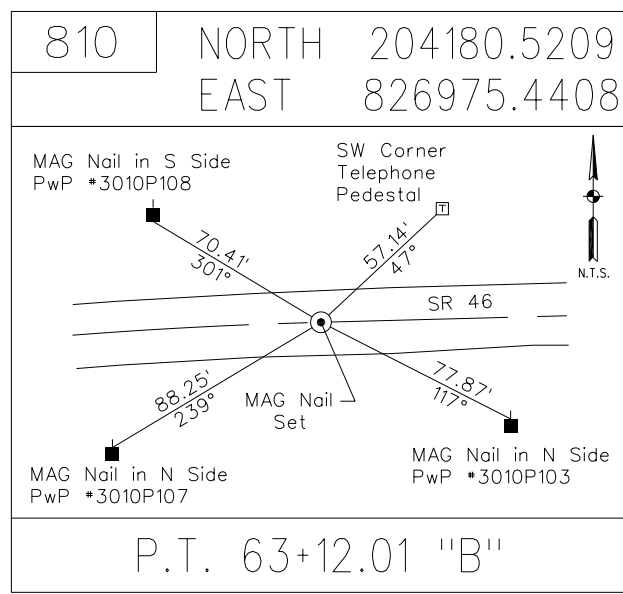 810
NORTH 204180.5209
EAST 826975.4408
MAG Nail in S Side
PwP #3010P108
SW Corner
Telephone
Pedestal
T
N.T.S.
70.41'
301°
57.14'
47°
SR 46
88.25'
239°
77.87'
117°
MAG Nail
Set
MAG Nail in N Side
PwP #3010P103
MAG Nail in N Side
PwP #3010P107
P.T. 63+12.01 "B"